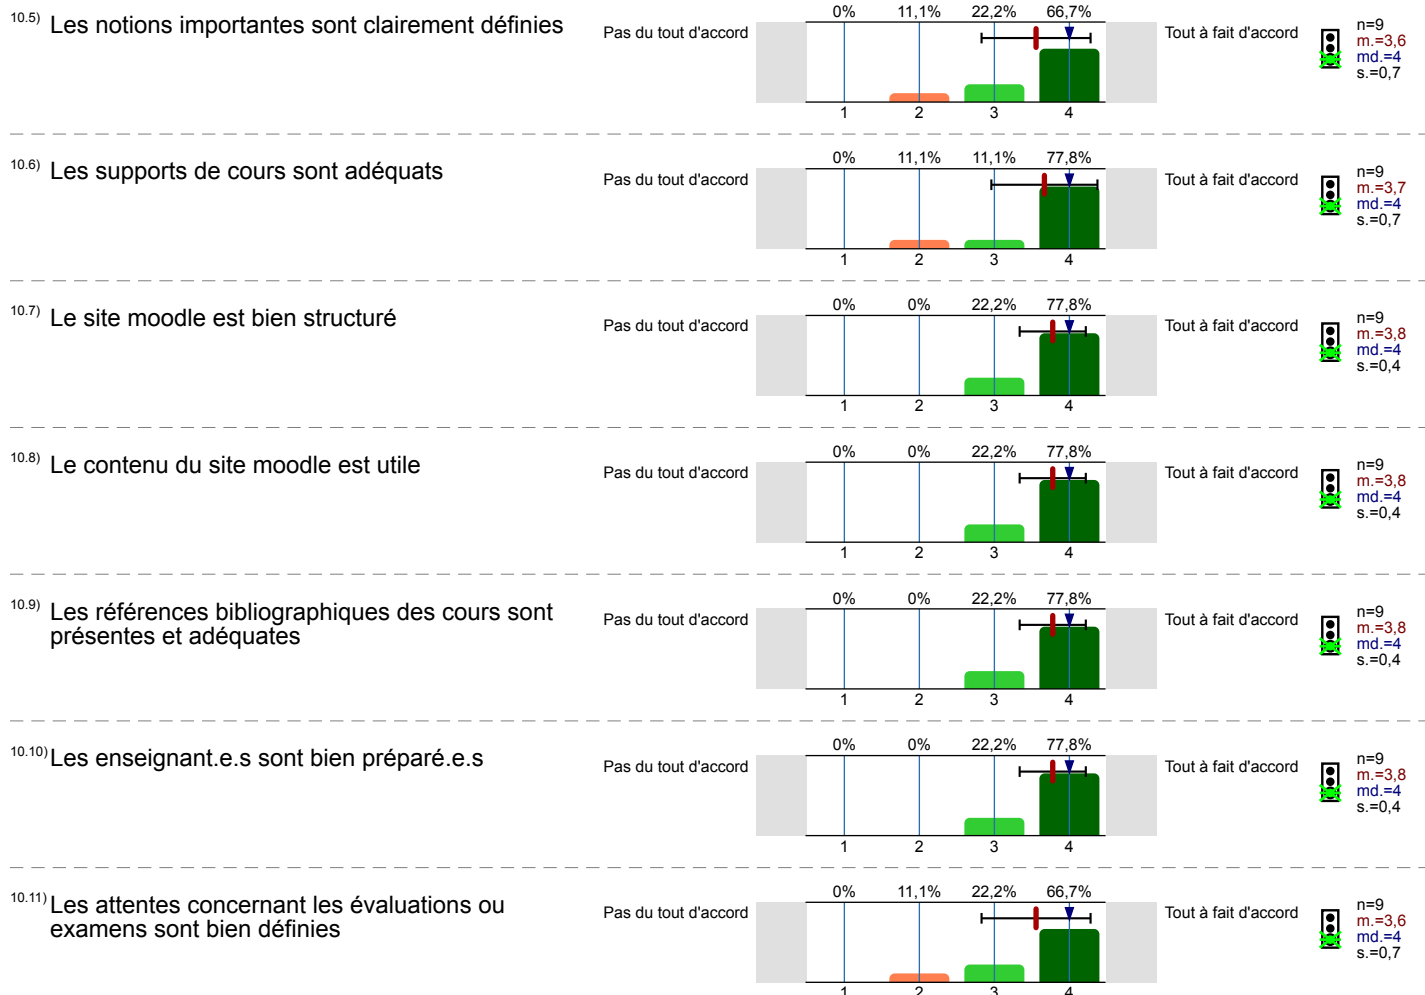 10.5) Les notions importantes sont clairement définies
Pas du tout d'accord
0% 11,1% 22,2% 66,7%
1 2 3 4
Tout à fait d'accord
n=9
m.=3,6
md.=4
s.=0,7
10.6) Les supports de cours sont adéquats
Pas du tout d'accord
0% 11,1% 11,1% 77,8%
1 2 3 4
Tout à fait d'accord
n=9
m.=3,7
md.=4
s.=0,7
10.7) Le site moodle est bien structuré
Pas du tout d'accord
0% 0% 22,2% 77,8%
1 2 3 4
Tout à fait d'accord
n=9
m.=3,8
md.=4
s.=0,4
10.8) Le contenu du site moodle est utile
Pas du tout d'accord
0% 0% 22,2% 77,8%
1 2 3 4
Tout à fait d'accord
n=9
m.=3,8
md.=4
s.=0,4
10.9) Les références bibliographiques des cours sont
présentes et adéquates
Pas du tout d'accord
0% 0% 22,2% 77,8%
1 2 3 4
Tout à fait d'accord
n=9
m.=3,8
md.=4
s.=0,4
10.10) Les enseignant.e.s sont bien préparé.e.s
Pas du tout d'accord
0% 0% 22,2% 77,8%
1 2 3 4
Tout à fait d'accord
n=9
m.=3,8
md.=4
s.=0,4
10.11) Les attentes concernant les évaluations ou
examens sont bien définies
Pas du tout d'accord
0% 11,1% 22,2% 66,7%
1 2 3 4
Tout à fait d'accord
n=9
m.=3,6
md.=4
s.=0,7